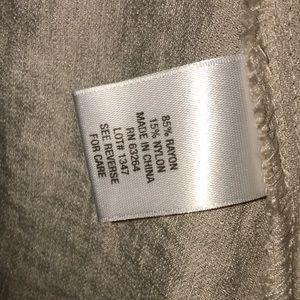 85% RAYON
15% NYLON
MADE IN CHINA
RN 63264
LOT# 1347
SEE REVERSE
FOR CARE